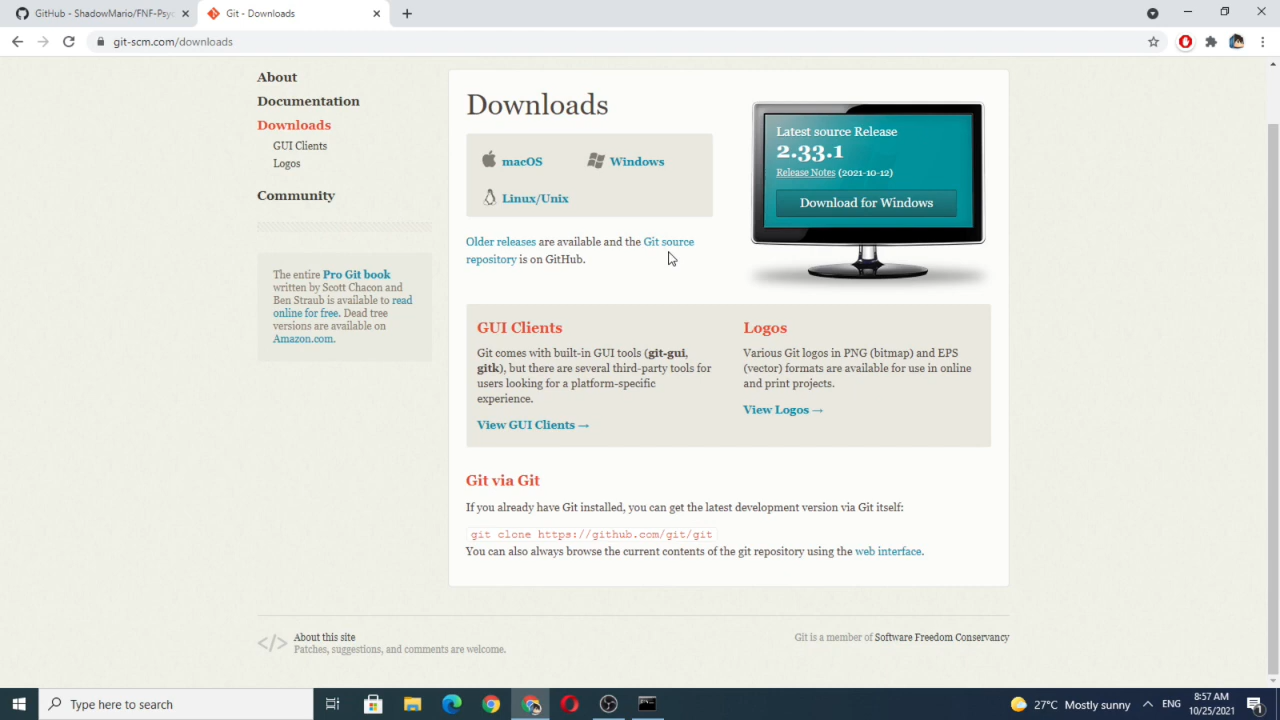 GitHub - ShadowMario/FNF-Psyc
Git - Downloads
git-scm.com/downloads
About
Documentation
Downloads
GUI Clients
Logos
Community
The entire Pro Git book
written by Scott Chacon and
Ben Straub is available to read
online for free. Dead tree
versions are available on
Amazon.com.
Downloads
macOS
Windows
Linux/Unix
Older releases are available and the Git source
repository is on GitHub.
Latest source Release
2.33.1
Release Notes (2021-10-12)
Download for Windows
GUI Clients
Git comes with built-in GUI tools (git-gui,
gitk), but there are several third-party tools for
users looking for a platform-specific
experience.
View GUI Clients →
Logos
Various Git logos in PNG (bitmap) and EPS
(vector) formats are available for use in online
and print projects.
View Logos →
Git via Git
If you already have Git installed, you can get the latest development version via Git itself:
git clone https://github.com/git/git
You can also always browse the current contents of the git repository using the web interface.
</> About this site
Patches, suggestions, and comments are welcome.
Git is a member of Software Freedom Conservancy
Type here to search
27°C Mostly sunny
8:57 AM
10/25/2021
1